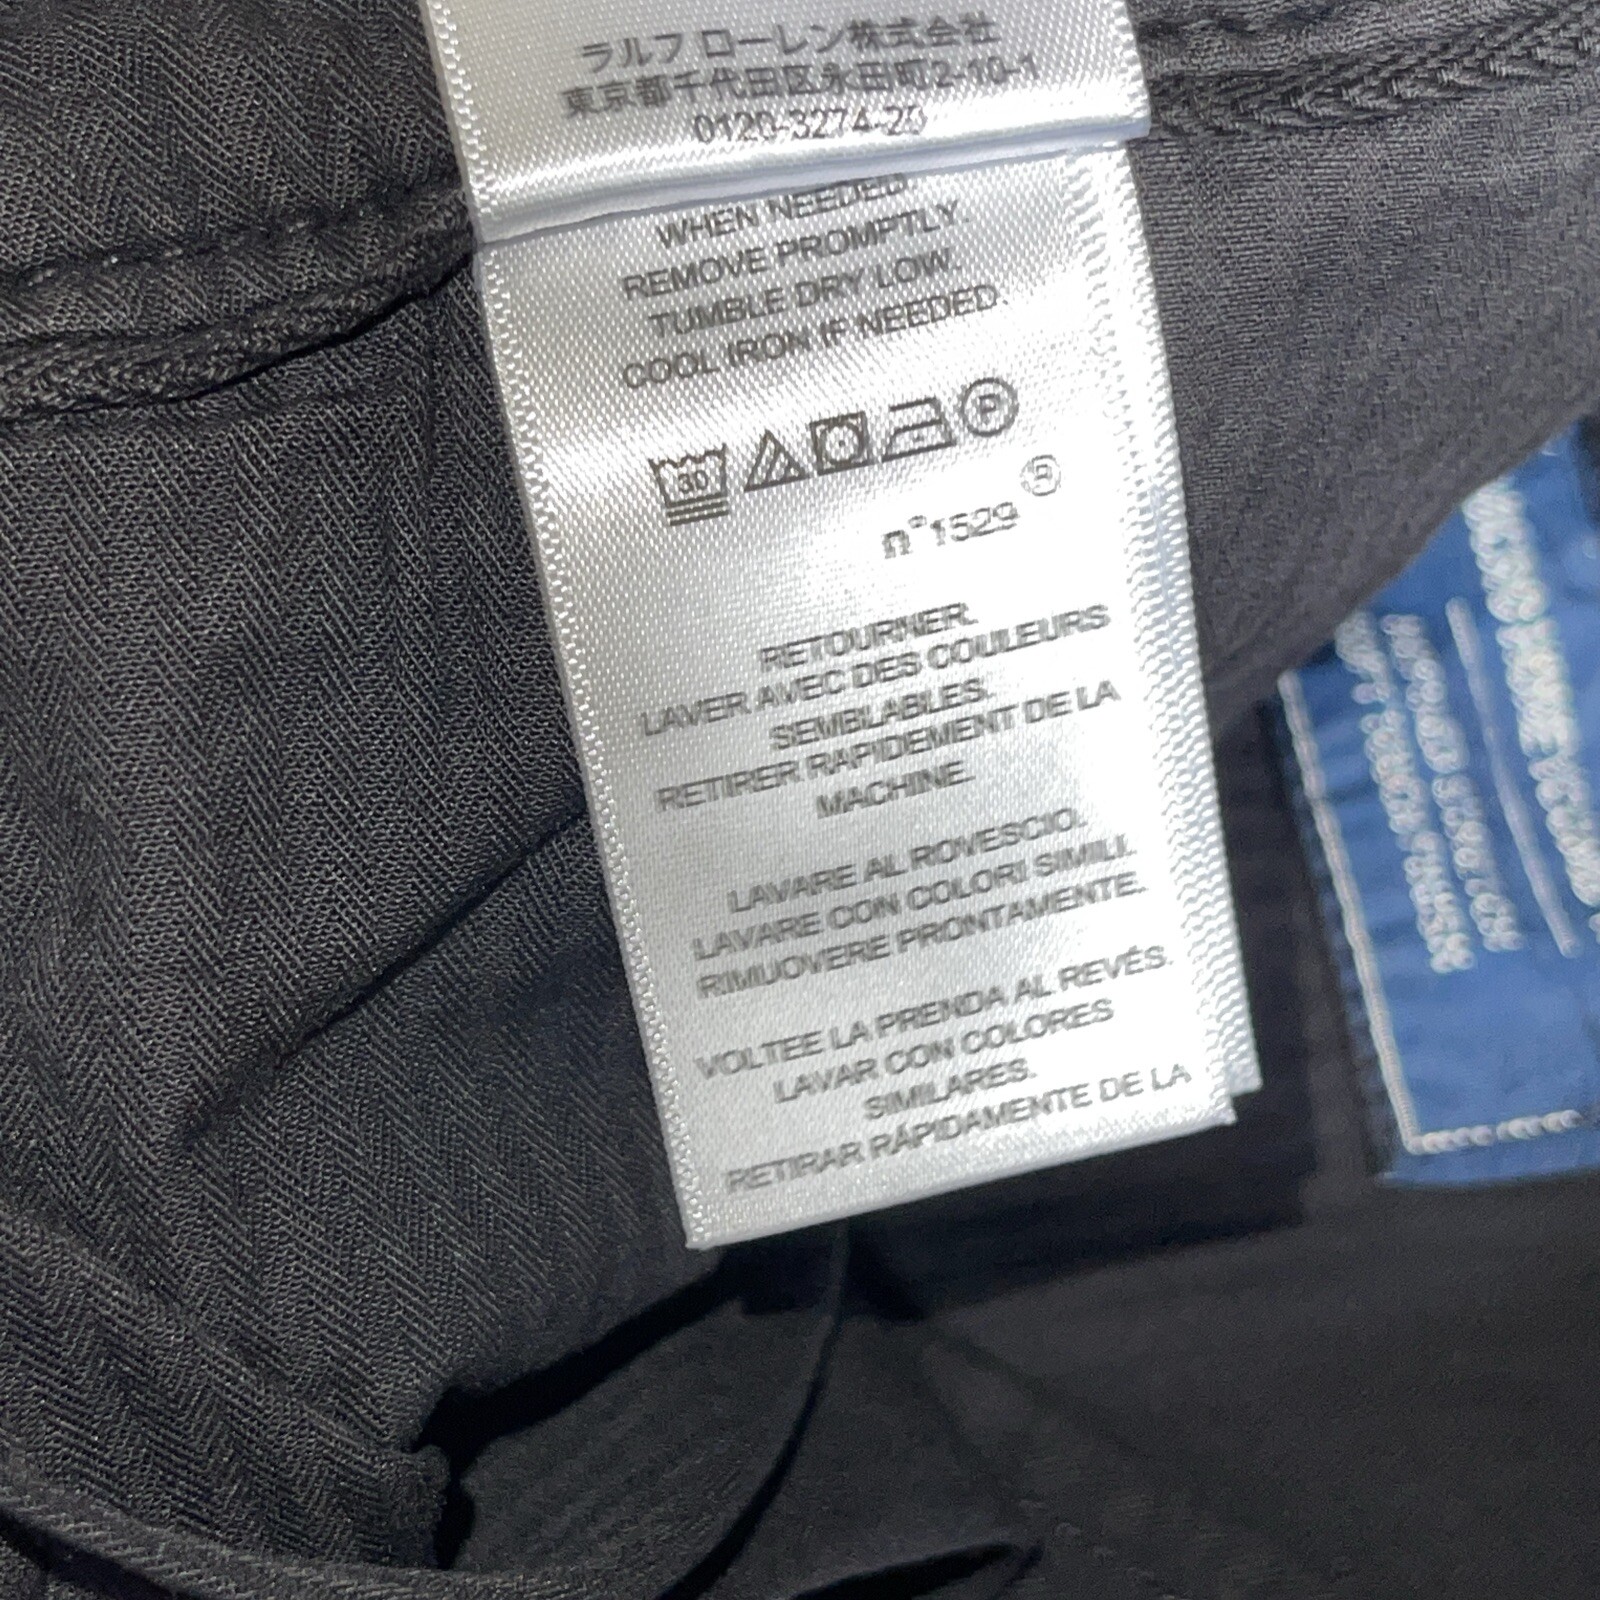 ラルフ ローレン株式会社
東京都千代田区永田町2-10-1
0120-3274-20
WHEN NEEDED.
REMOVE PROMPTLY.
TUMBLE DRY LOW.
COOL IRON IF NEEDED.
30
P
n°1529 ®
RETOURNER.
LAVER AVEC DES COULEURS
SEMBLABLES.
RETIRER RAPIDEMENT DE LA
MACHINE.
LAVARE AL ROVESCIO.
LAVARE CON COLORI SIMILI.
RIMUOVERE PRONTAMENTE.
VOLTEE LA PRENDA AL REVÉS.
LAVAR CON COLORES
SIMILARES.
RETIRAR RÁPIDAMENTE DE LA